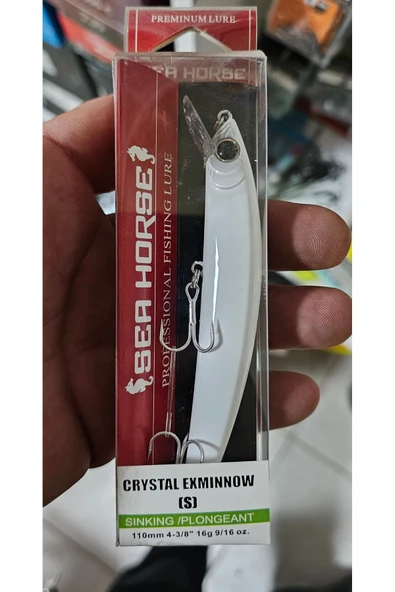 PREMINUM LURE
SEA HORSE
SEA HORSE
PROFESSIONAL FISHING LURE
CRYSTAL EXMINNOW
(S)
SINKING /PLONGEANT
110mm 4-3/8" 16g 9/16 oz.